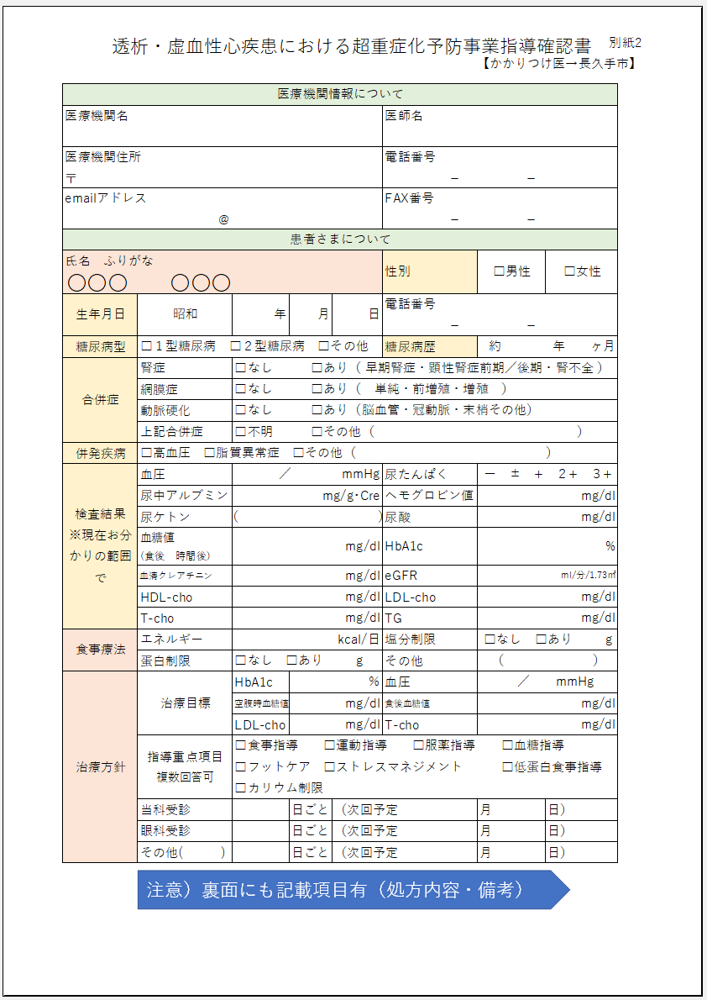 透析・虚血性心疾患における超重症化予防事業指導確認書 別紙2
【かかりつけ医→長久手市】
医療機関情報について
医療機関名 医師名
医療機関住所 電話番号
〒 － －
emailアドレス FAX番号
@ － －
患者さまについて
氏名 ふりがな 性別 □男性 □女性
○○○ ○○○
生年月日 昭和 年 月 日 電話番号
－ －
糖尿病型 □１型糖尿病 □２型糖尿病 □その他 糖尿病歴 約 年 ヶ月
合併症 腎症 □なし □あり（ 早期腎症・顕性腎症前期／後期・腎不全 ）
網膜症 □なし □あり（ 単純・前増殖・増殖 ）
動脈硬化 □なし □あり（脳血管・冠動脈・末梢その他）
上記合併症 □不明 □その他（ ）
併発疾病 □高血圧 □脂質異常症 □その他（ ）
検査結果
※現在お分
かりの範囲
で
血圧 ／ mmHg 尿たんぱく － ± ＋ 2＋ 3＋
尿中アルブミン mg/g･Cre ヘモグロビン値 mg/dl
尿ケトン ( ) 尿酸 mg/dl
血糖値
(食後 時間後) mg/dl HbA1c %
血清クレアチニン mg/dl eGFR ml/分/1.73㎡
HDL-cho mg/dl LDL-cho mg/dl
T-cho mg/dl TG mg/dl
食事療法 エネルギー kcal/日 塩分制限 □なし □あり g
蛋白制限 □なし □あり g その他 （ ）
治療方針 治療目標 HbA1c % 血圧 ／ mmHg
空腹時血糖値 mg/dl 食後血糖値 mg/dl
LDL-cho mg/dl T-cho mg/dl
指導重点項目
複数回答可
□食事指導 □運動指導 □服薬指導 □血糖指導
□フットケア □ストレスマネジメント □低蛋白食事指導
□カリウム制限
当科受診 日ごと （次回予定 月 日）
眼科受診 日ごと （次回予定 月 日）
その他( ) 日ごと （次回予定 月 日）
注意）裏面にも記載項目有（処方内容・備考）